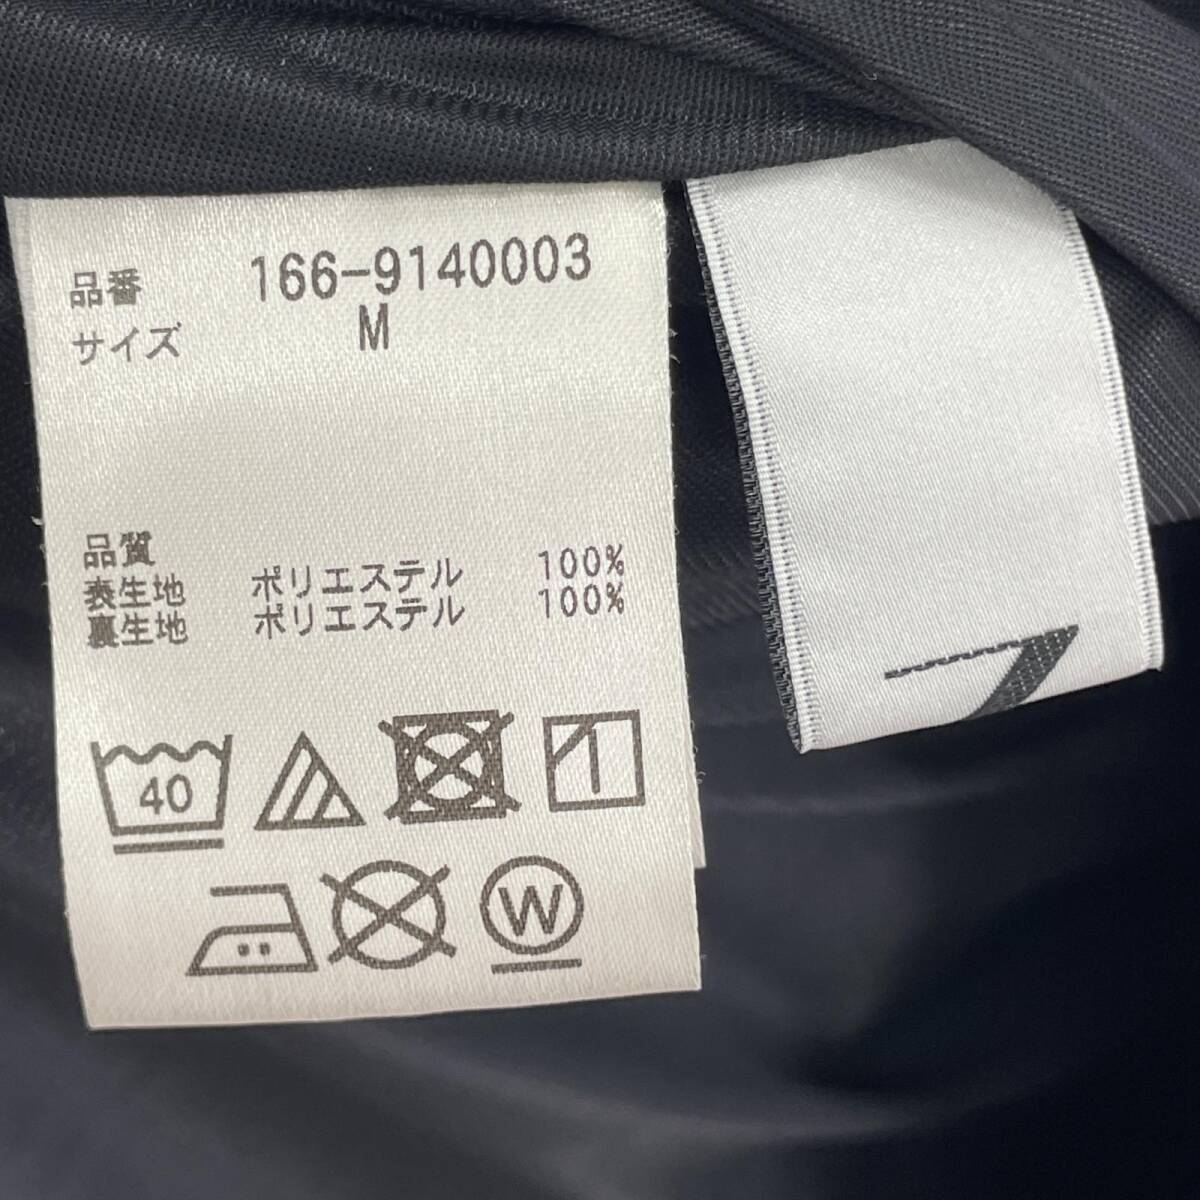 品番 166-9140003
サイズ M
品質
表生地 ポリエステル 100%
裏生地 ポリエステル 100%
40
W